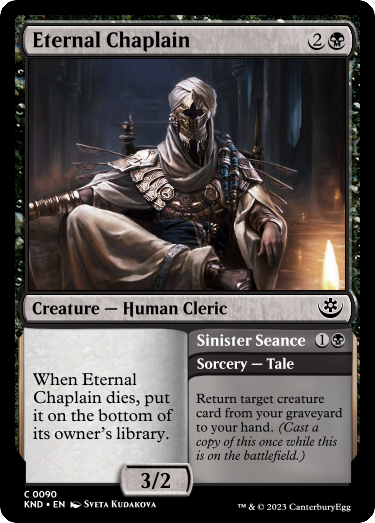 Eternal Chaplain 2
Creature — Human Cleric
When Eternal
Chaplain dies, put
it on the bottom of
its owner's library.
Sinister Seance 1
Sorcery — Tale
Return target creature
card from your graveyard
to your hand. (Cast a
copy of this once while this
is on the battlefield.)
3/2
C 0090
KND • EN Sveta Kudakova
™ & © 2023 CanterburyEgg